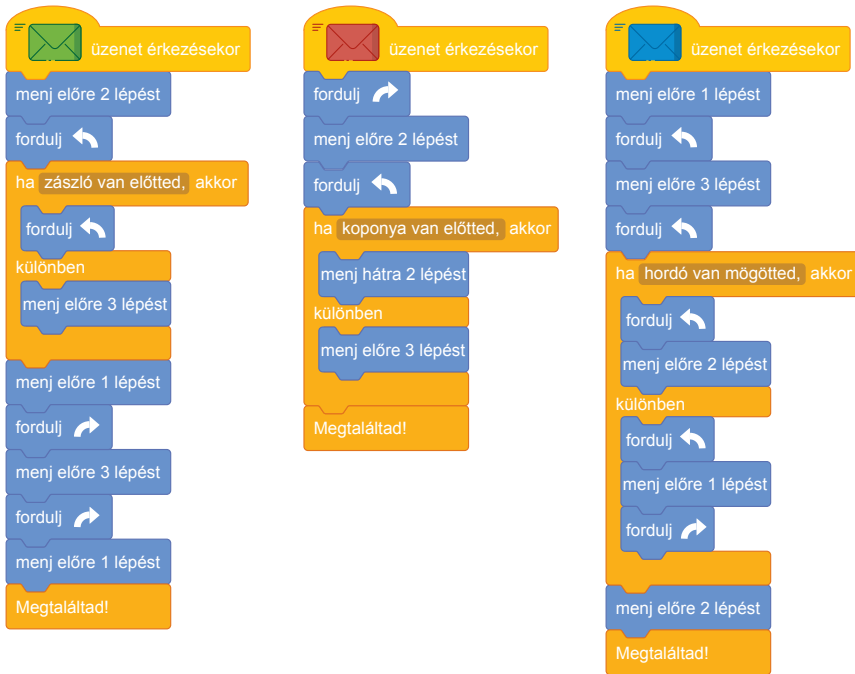 üzenet érkezésekor
menj előre 2 lépést
fordulj
ha zászló van előtted, akkor
fordulj
különben
menj előre 3 lépést
menj előre 1 lépést
fordulj
menj előre 3 lépést
fordulj
menj előre 1 lépést
Megtaláltad!
üzenet érkezésekor
fordulj
menj előre 2 lépést
fordulj
ha koponya van előtted, akkor
menj hátra 2 lépést
különben
menj előre 3 lépést
Megtaláltad!
üzenet érkezésekor
menj előre 1 lépést
fordulj
menj előre 3 lépést
fordulj
ha hordó van mögötted, akkor
fordulj
menj előre 2 lépést
különben
fordulj
menj előre 1 lépést
fordulj
menj előre 2 lépést
Megtaláltad!